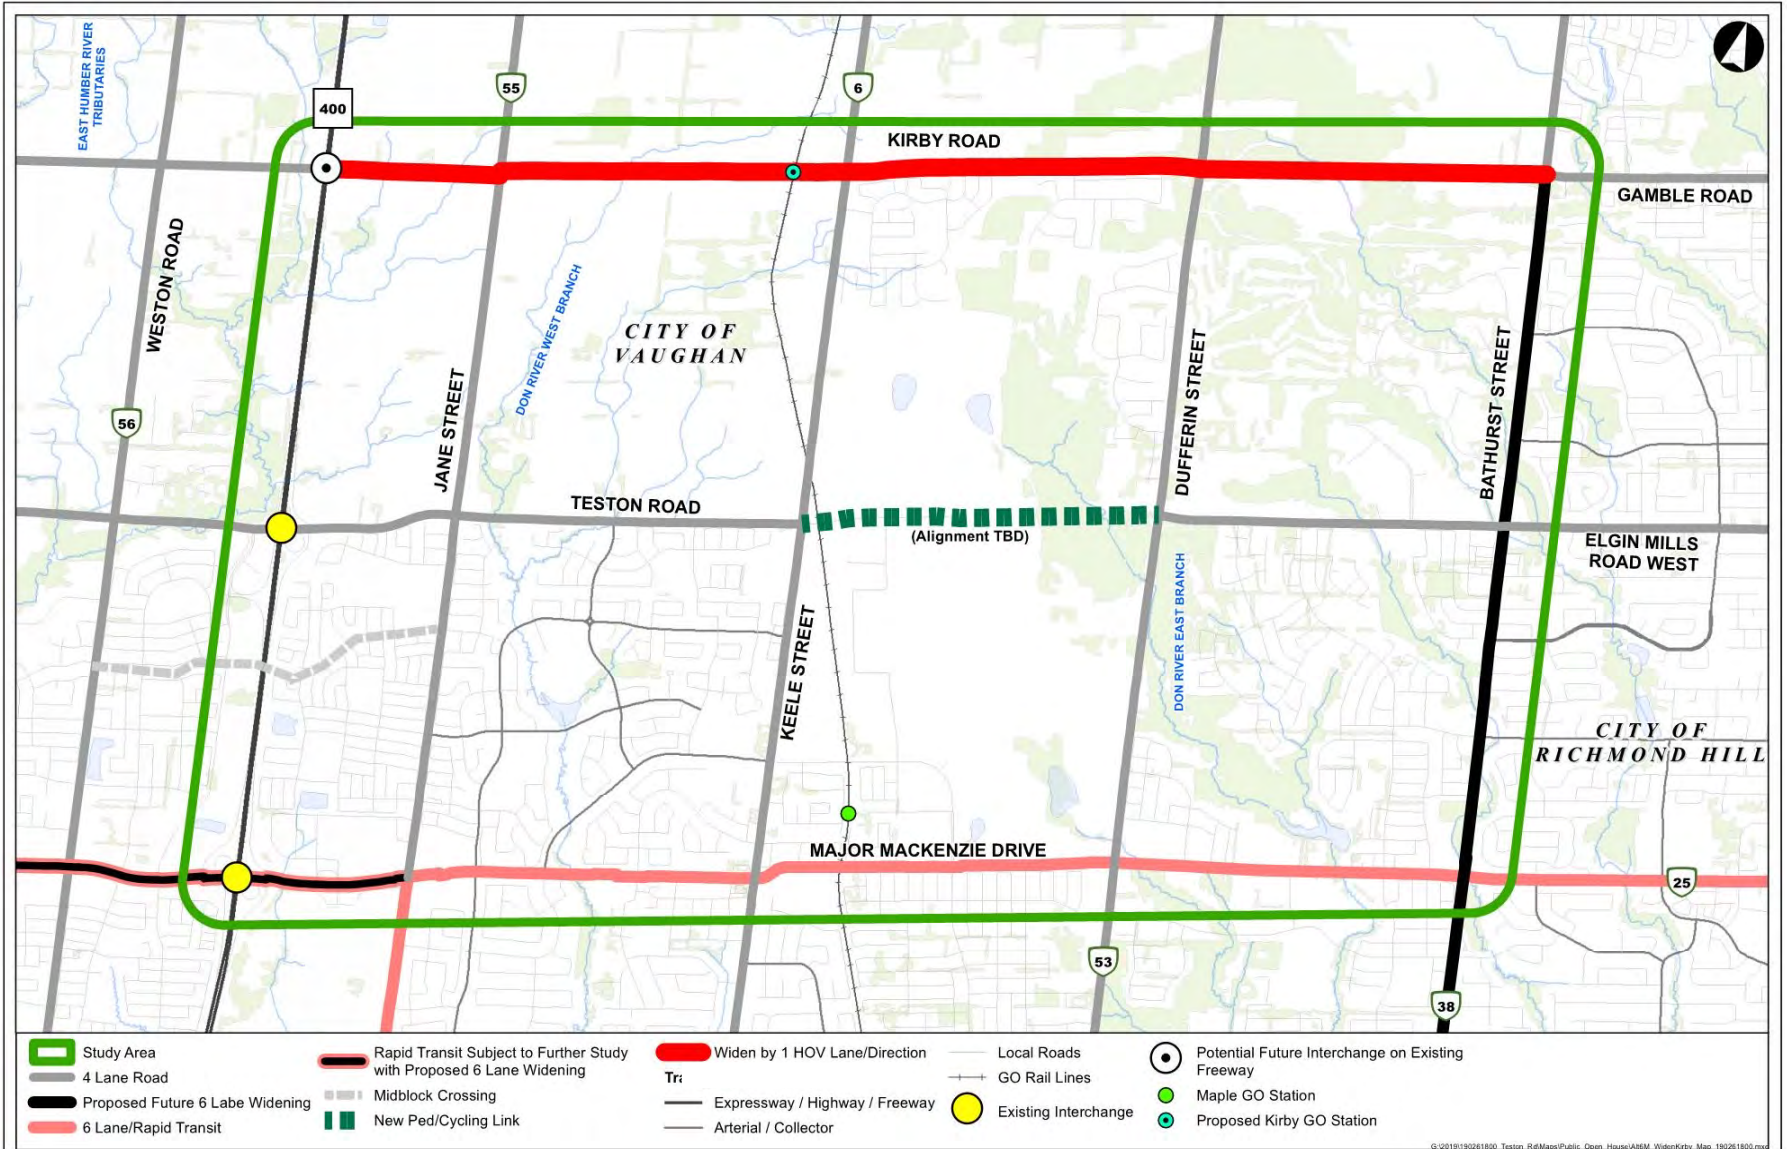 EAST HUMBER RIVER
TRIBUTARIES
400
55
6
KIRBY ROAD
GAMBLE ROAD
WESTON ROAD
DON RIVER WEST BRANCH
CITY OF
VAUGHAN
JANE STREET
56
DUFFERIN STREET
BATHURST STREET
TESTON ROAD
(Alignment TBD)
ELGIN MILLS
ROAD WEST
KEELE STREET
DON RIVER EAST BRANCH
CITY OF
RICHMOND HILL
MAJOR MACKENZIE DRIVE
25
53
38
Study Area
4 Lane Road
Proposed Future 6 Labe Widening
6 Lane/Rapid Transit
Rapid Transit Subject to Further Study
with Proposed 6 Lane Widening
Midblock Crossing
New Ped/Cycling Link
Widen by 1 HOV Lane/Direction
Expressway / Highway / Freeway
Arterial / Collector
Local Roads
GO Rail Lines
Existing Interchange
Potential Future Interchange on Existing
Freeway
Maple GO Station
Proposed Kirby GO Station